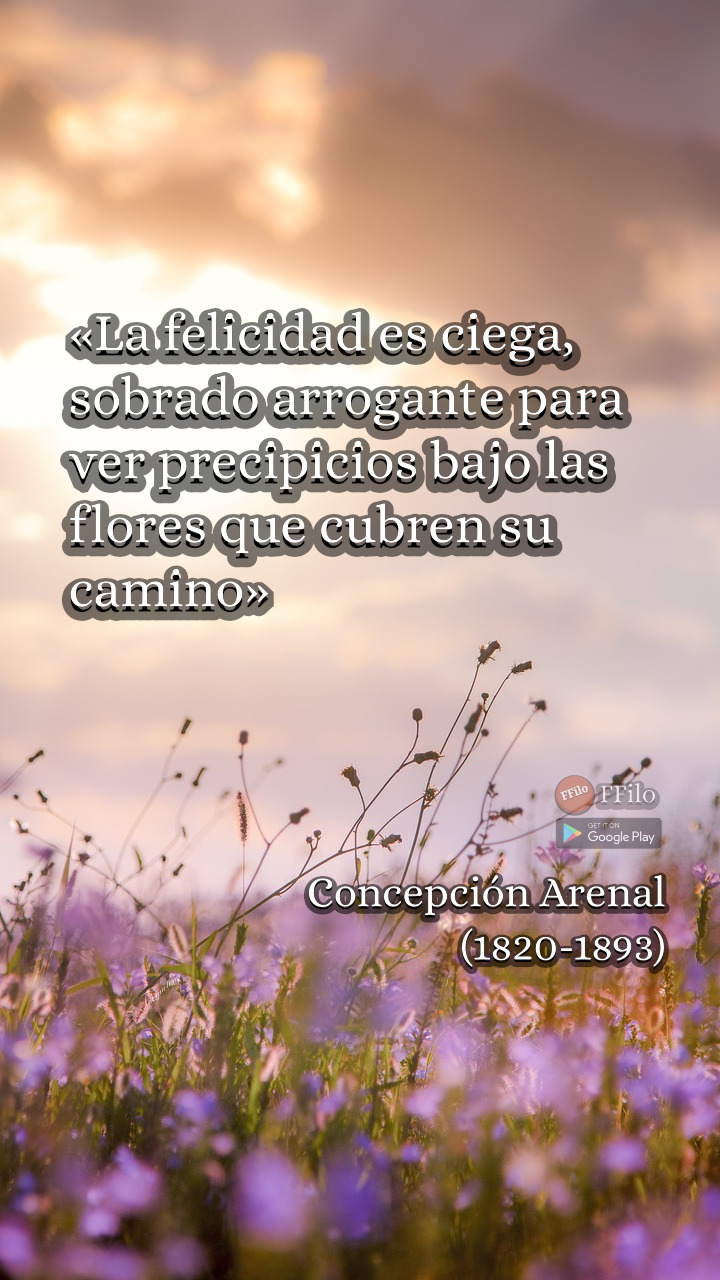 «La felicidad es ciega,
sobrado arrogante para
ver precipicios bajo las
flores que cubren su
camino»
FFilo FFilo
GET IT ON
Google Play
Concepción Arenal
(1820-1893)